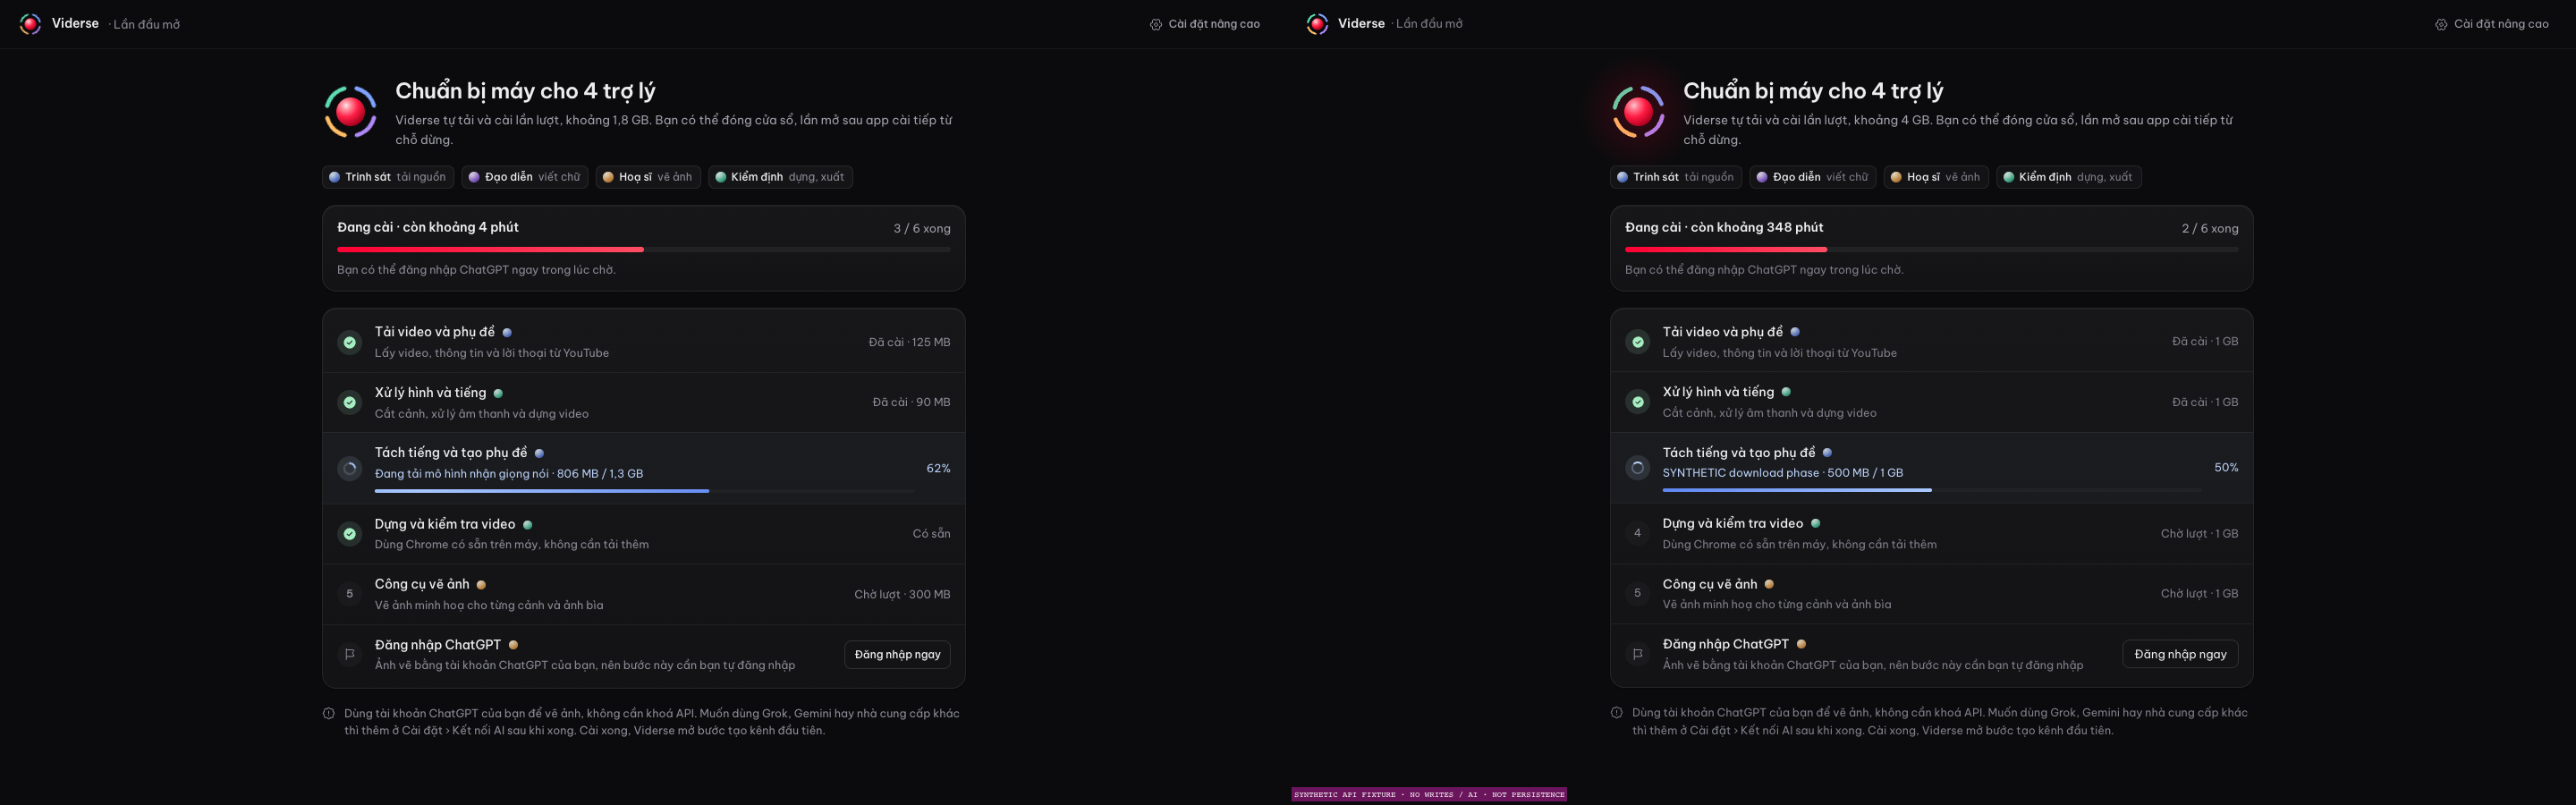 Viderse · Lần đầu mở
Cài đặt nâng cao
Chuẩn bị máy cho 4 trợ lý
Viderse tự tải và cài lần lượt, khoảng 1,8 GB. Bạn có thể đóng cửa sổ, lần mở sau app cài tiếp từ
chỗ dừng.
Trinh sát tải nguồn
Đạo diễn viết chữ
Hoạ sĩ vẽ ảnh
Kiểm định dựng, xuất
Đang cài · còn khoảng 4 phút
3 / 6 xong
Bạn có thể đăng nhập ChatGPT ngay trong lúc chờ.
Tải video và phụ đề
Lấy video, thông tin và lời thoại từ YouTube
Đã cài · 125 MB
Xử lý hình và tiếng
Cắt cảnh, xử lý âm thanh và dựng video
Đã cài · 90 MB
Tách tiếng và tạo phụ đề
Đang tải mô hình nhận giọng nói · 806 MB / 1,3 GB
62%
Dựng và kiểm tra video
Dùng Chrome có sẵn trên máy, không cần tải thêm
Có sẵn
5
Công cụ vẽ ảnh
Vẽ ảnh minh hoạ cho từng cảnh và ảnh bìa
Chờ lượt · 300 MB
Đăng nhập ChatGPT
Ảnh vẽ bằng tài khoản ChatGPT của bạn, nên bước này cần bạn tự đăng nhập
Đăng nhập ngay
Dùng tài khoản ChatGPT của bạn để vẽ ảnh, không cần khoá API. Muốn dùng Grok, Gemini hay nhà cung cấp khác
thì thêm ở Cài đặt › Kết nối AI sau khi xong. Cài xong, Viderse mở bước tạo kênh đầu tiên.
Viderse · Lần đầu mở
Cài đặt nâng cao
Chuẩn bị máy cho 4 trợ lý
Viderse tự tải và cài lần lượt, khoảng 4 GB. Bạn có thể đóng cửa sổ, lần mở sau app cài tiếp từ
chỗ dừng.
Trinh sát tải nguồn
Đạo diễn viết chữ
Hoạ sĩ vẽ ảnh
Kiểm định dựng, xuất
Đang cài · còn khoảng 348 phút
2 / 6 xong
Bạn có thể đăng nhập ChatGPT ngay trong lúc chờ.
Tải video và phụ đề
Lấy video, thông tin và lời thoại từ YouTube
Đã cài · 1 GB
Xử lý hình và tiếng
Cắt cảnh, xử lý âm thanh và dựng video
Đã cài · 1 GB
Tách tiếng và tạo phụ đề
SYNTHETIC download phase · 500 MB / 1 GB
50%
4
Dựng và kiểm tra video
Dùng Chrome có sẵn trên máy, không cần tải thêm
Chờ lượt · 1 GB
5
Công cụ vẽ ảnh
Vẽ ảnh minh hoạ cho từng cảnh và ảnh bìa
Chờ lượt · 1 GB
Đăng nhập ChatGPT
Ảnh vẽ bằng tài khoản ChatGPT của bạn, nên bước này cần bạn tự đăng nhập
Đăng nhập ngay
Dùng tài khoản ChatGPT của bạn để vẽ ảnh, không cần khoá API. Muốn dùng Grok, Gemini hay nhà cung cấp khác
thì thêm ở Cài đặt › Kết nối AI sau khi xong. Cài xong, Viderse mở bước tạo kênh đầu tiên.
SYNTHETIC API FIXTURE · NO WRITES / AI · NOT PERSISTENCE